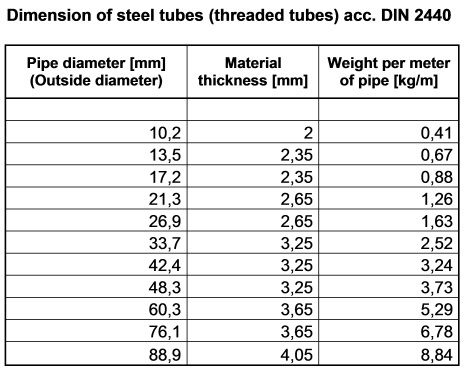 Dimension of steel tubes (threaded tubes) acc. DIN 2440
Pipe diameter [mm] Material Weight per meter
(Outside diameter) thickness [mm] of pipe [kg/m]
10,2 2 0,41
13,5 2,35 0,67
17,2 2,35 0,88
21,3 2,65 1,26
26,9 2,65 1,63
33,7 3,25 2,52
42,4 3,25 3,24
48,3 3,25 3,73
60,3 3,65 5,29
76,1 3,65 6,78
88,9 4,05 8,84